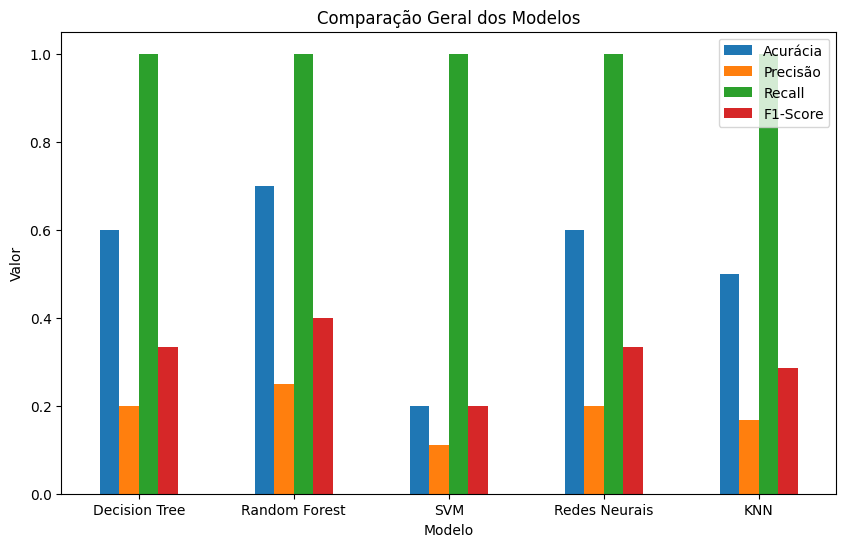 Comparação Geral dos Modelos
Acurácia
Precisão
Recall
F1-Score
Valor
1.0
0.8
0.6
0.4
0.2
0.0
Decision Tree
Random Forest
SVM
Redes Neurais
KNN
Modelo